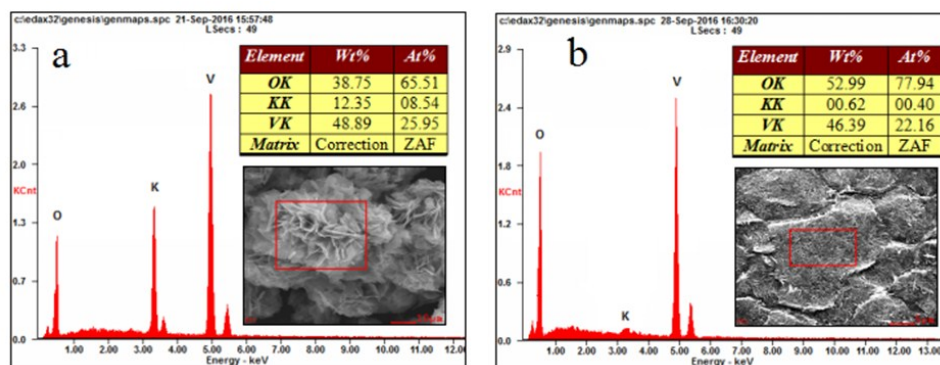 c:\edax32\genesis\genmaps.spc 21-Sep-2016 15:57:48
LSecs : 49
3.3
2.6
2.0
KCnt
1.3
0.7
0.0
a
O
K
V
Element Wt% At%
OK 38.75 65.51
KK 12.35 08.54
VK 48.89 25.95
Matrix Correction ZAF
1.00 2.00 3.00 4.00 5.00 6.00 7.00 8.00 9.00 10.00 11.00 12.00
Energy - keV
c:\edax32\genesis\genmaps.spc 28-Sep-2016 16:30:20
LSecs : 49
2.9
2.4
1.8
KCnt
1.2
0.6
0.0
b
O
K
V
Element Wt% At%
OK 52.99 77.94
KK 00.62 00.40
VK 46.39 22.16
Matrix Correction ZAF
1.00 2.00 3.00 4.00 5.00 6.00 7.00 8.00 9.00 10.00 11.00 12.00 13.00
Energy - keV